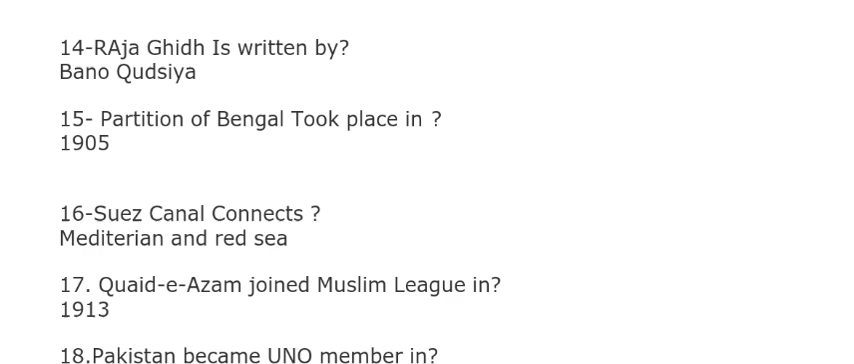 14-RAja Ghidh Is written by?
Bano Qudsiya
15- Partition of Bengal Took place in ?
1905
16-Suez Canal Connects ?
Mediterian and red sea
17. Quaid-e-Azam joined Muslim League in?
1913
18.Pakistan became UNO member in?